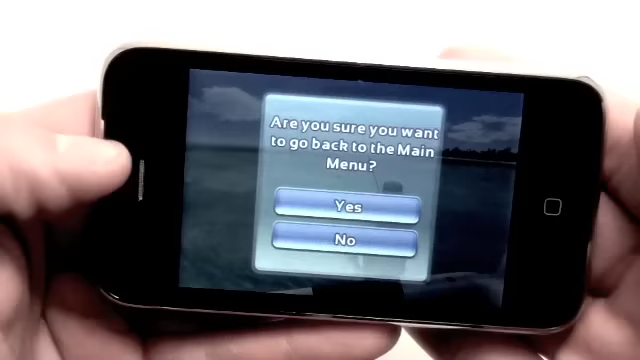 Are you sure you want
to go back to the Main
Menu?
Yes
No